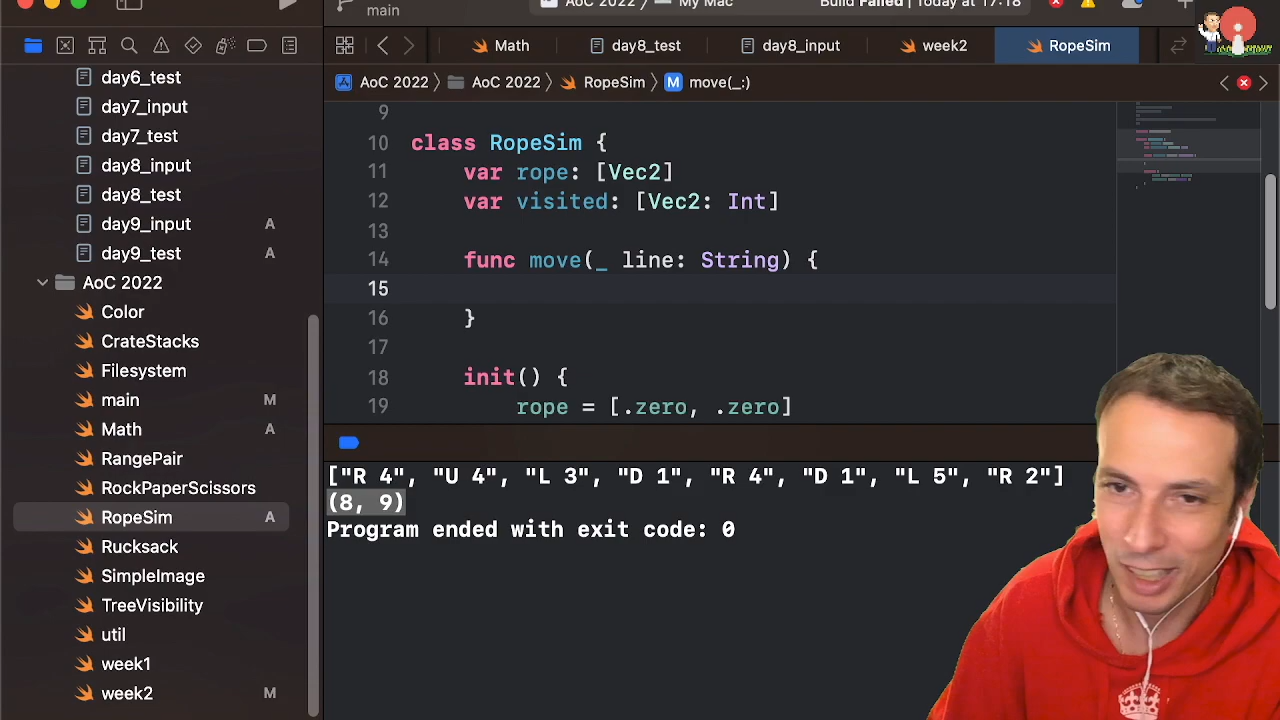 main
AoC 2022 〉 My Mac
Build Failed | Today at 17:18
Math
day8_test
day8_input
week2
RopeSim
AoC 2022 〉 AoC 2022 〉 RopeSim 〉 M move(_:)
day6_test
day7_input
day7_test
day8_input
day8_test
day9_input A
day9_test A
AoC 2022
Color
CrateStacks
Filesystem
main M
Math A
RangePair
RockPaperScissors
RopeSim A
Rucksack
SimpleImage
TreeVisibility
util
week1
week2 M
9
10 class RopeSim {
11 var rope: [Vec2]
12 var visited: [Vec2: Int]
13
14 func move(_ line: String) {
15
16 }
17
18 init() {
19 rope = [.zero, .zero]
["R 4", "U 4", "L 3", "D 1", "R 4", "D 1", "L 5", "R 2"]
(8, 9)
Program ended with exit code: 0